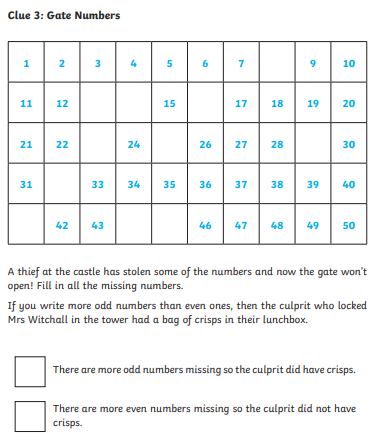 Clue 3: Gate Numbers
1 2 3 4 5 6 7 9 10
11 12 15 17 18 19 20
21 22 24 26 27 28 30
31 33 34 35 36 37 38 39 40
42 43 46 47 48 49 50
A thief at the castle has stolen some of the numbers and now the gate won't
open! Fill in all the missing numbers.
If you write more odd numbers than even ones, then the culprit who locked
Mrs Witchall in the tower had a bag of crisps in their lunchbox.
There are more odd numbers missing so the culprit did have crisps.
There are more even numbers missing so the culprit did not have
crisps.